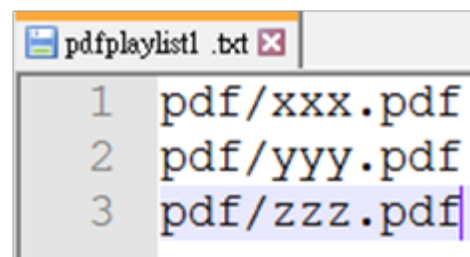 pdfplaylist1 .txt
1 pdf/xxx.pdf
2 pdf/yyy.pdf
3 pdf/zzz.pdf